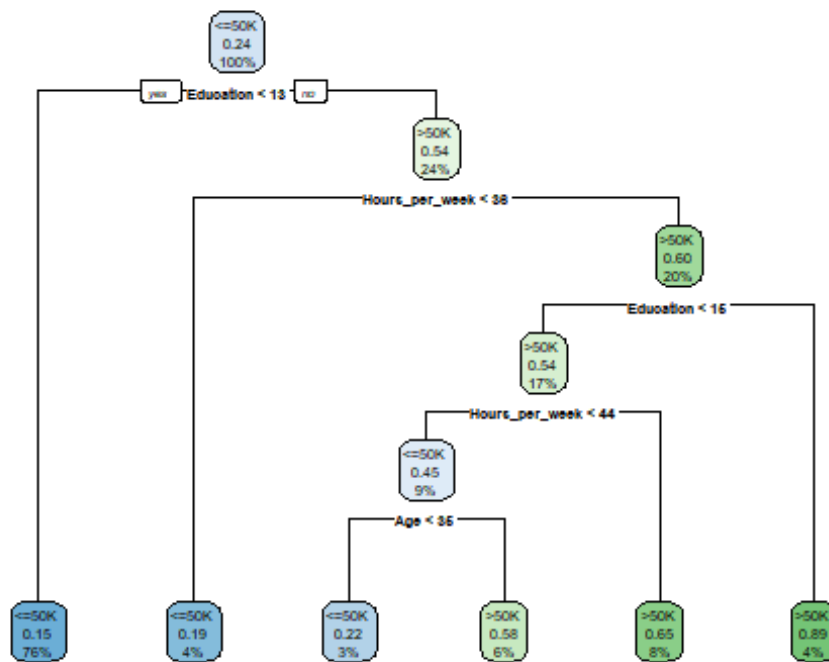 <=50K
0.24
100%
yes Education < 13 no
>50K
0.54
24%
Hours_per_week < 36
>50K
0.60
20%
Education < 15
>50K
0.54
17%
Hours_per_week < 44
<=50K
0.45
9%
Age < 35
<=50K <=50K <=50K >50K >50K >50K
0.15 0.19 0.22 0.58 0.65 0.89
76% 4% 3% 6% 8% 4%